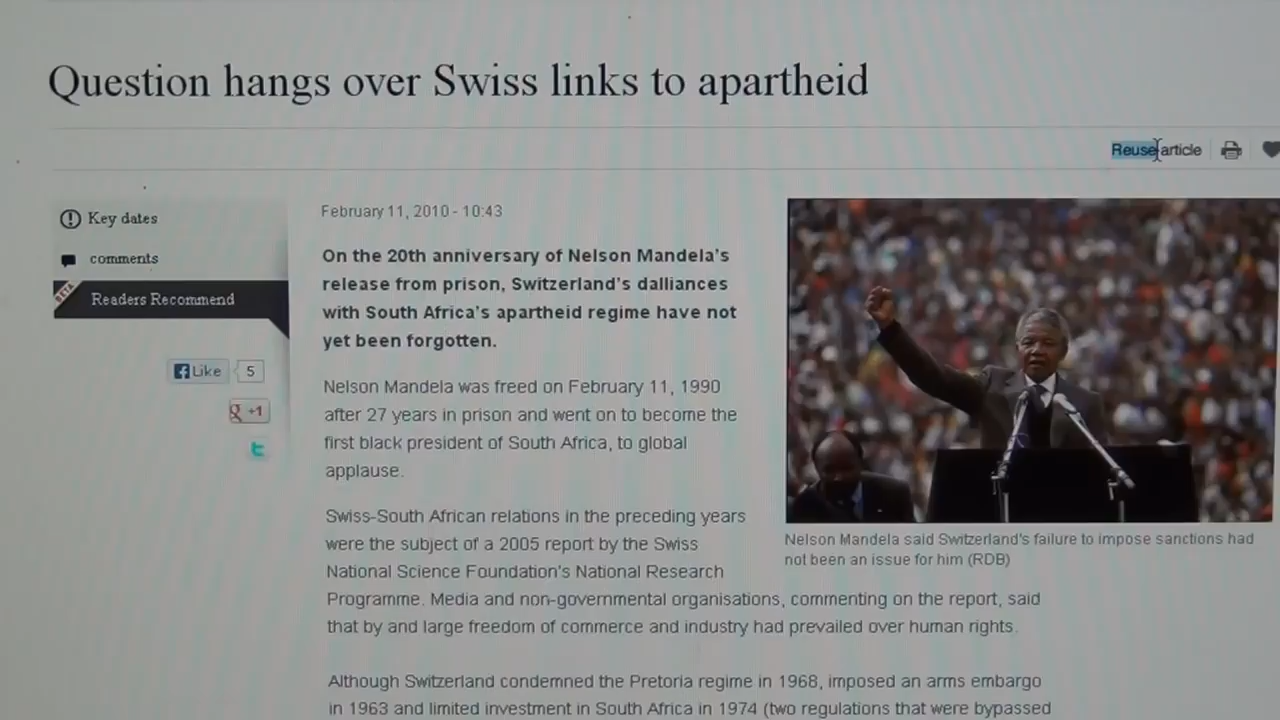 Question hangs over Swiss links to apartheid
Reuse article
Key dates
comments
BETA
Readers Recommend
Like 5
g +1
February 11, 2010 - 10:43
On the 20th anniversary of Nelson Mandela's
release from prison, Switzerland's dalliances
with South Africa's apartheid regime have not
yet been forgotten.
Nelson Mandela was freed on February 11, 1990
after 27 years in prison and went on to become the
first black president of South Africa, to global
applause.
Swiss-South African relations in the preceding years
were the subject of a 2005 report by the Swiss
National Science Foundation's National Research
Programme. Media and non-governmental organisations, commenting on the report, said
that by and large freedom of commerce and industry had prevailed over human rights.
Nelson Mandela said Switzerland's failure to impose sanctions had
not been an issue for him (RDB)
Although Switzerland condemned the Pretoria regime in 1968, imposed an arms embargo
in 1963 and limited investment in South Africa in 1974 (two regulations that were bypassed